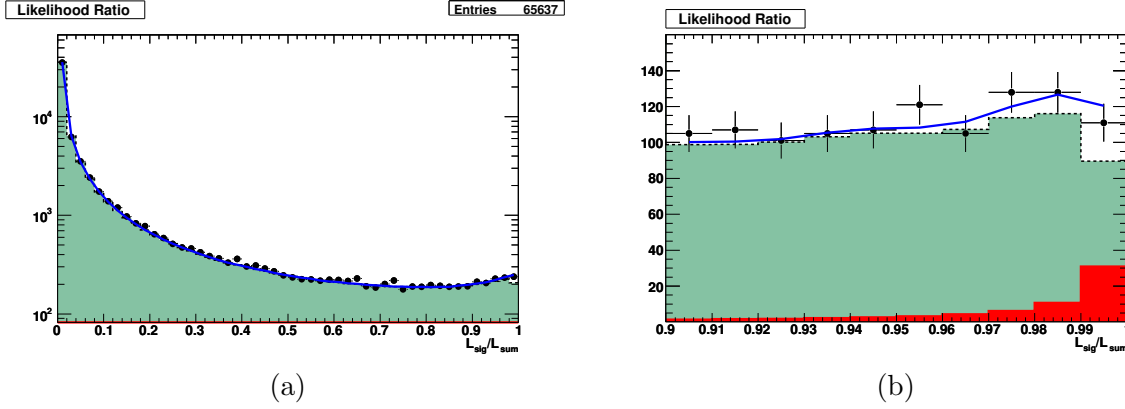 Likelihood Ratio
Entries 65637
10^4
10^3
10^2
0 0.1 0.2 0.3 0.4 0.5 0.6 0.7 0.8 0.9 1
L_sig/L_sum
(a)
Likelihood Ratio
140
120
100
80
60
40
20
0.9 0.91 0.92 0.93 0.94 0.95 0.96 0.97 0.98 0.99 1
L_sig/L_sum
(b)